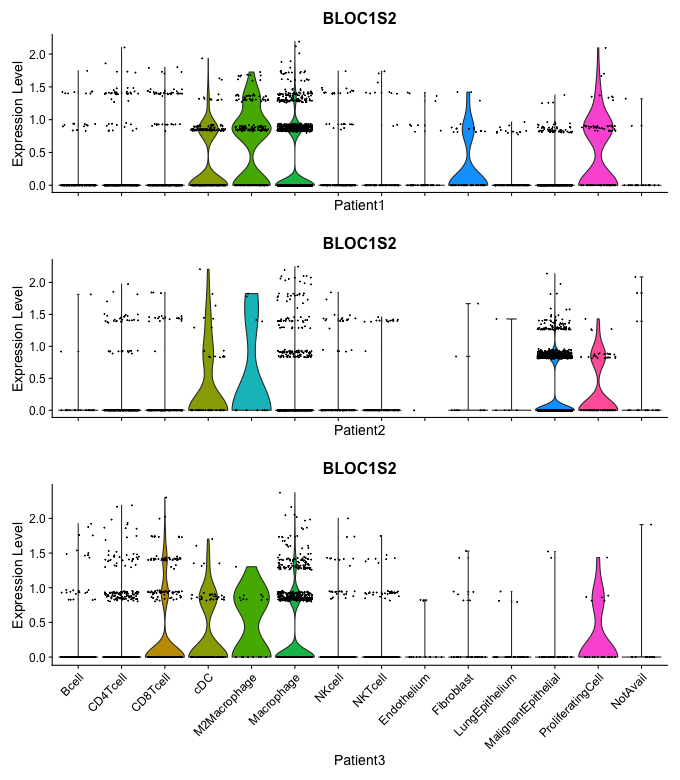 BLOC1S2
Expression Level
2.0
1.5
1.0
0.5
0.0
Patient1
BLOC1S2
Expression Level
2.0
1.5
1.0
0.5
0.0
Patient2
BLOC1S2
Expression Level
2.0
1.5
1.0
0.5
0.0
Bcell
CD4Tcell
CD8Tcell
cDC
M2Macrophage
Macrophage
NKcell
NKTcell
Endothelium
Fibroblast
LungEpithelium
MalignantEpithelial
ProliferatingCell
NotAvail
Patient3